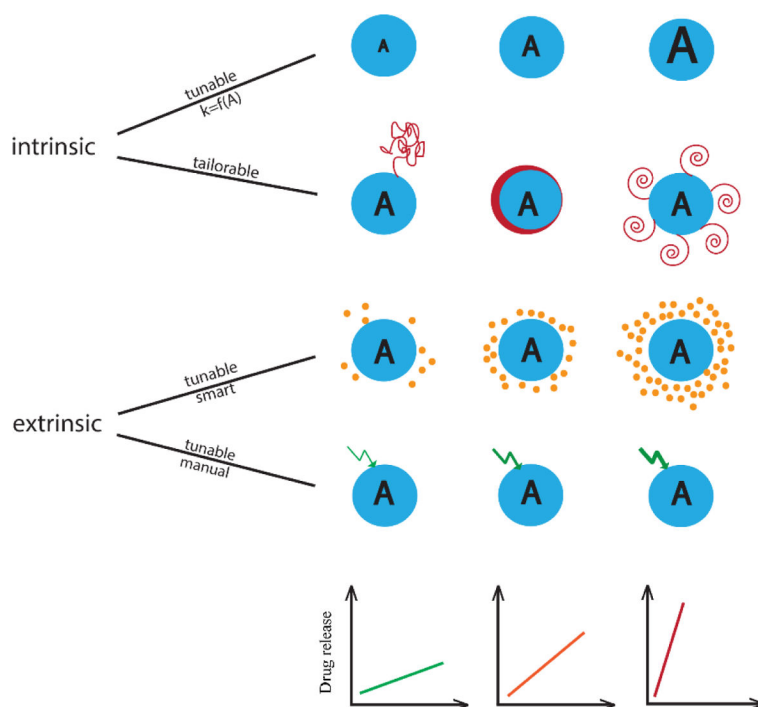 A A A
tunable
k=f(A)
intrinsic
tailorable
A A A
A A A
tunable
smart
extrinsic
tunable
manual
A A A
Drug release